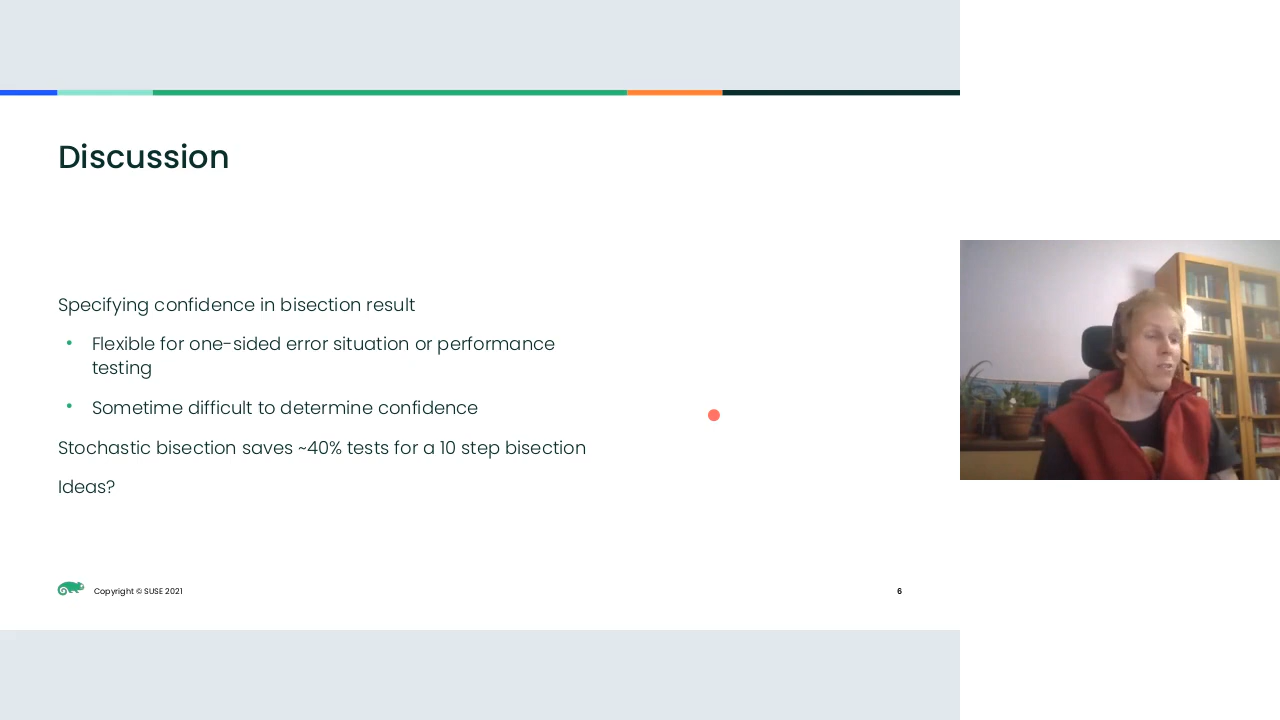 Discussion
Specifying confidence in bisection result
• Flexible for one-sided error situation or performance
testing
• Sometime difficult to determine confidence
Stochastic bisection saves ~40% tests for a 10 step bisection
Ideas?
Copyright © SUSE 2021
6